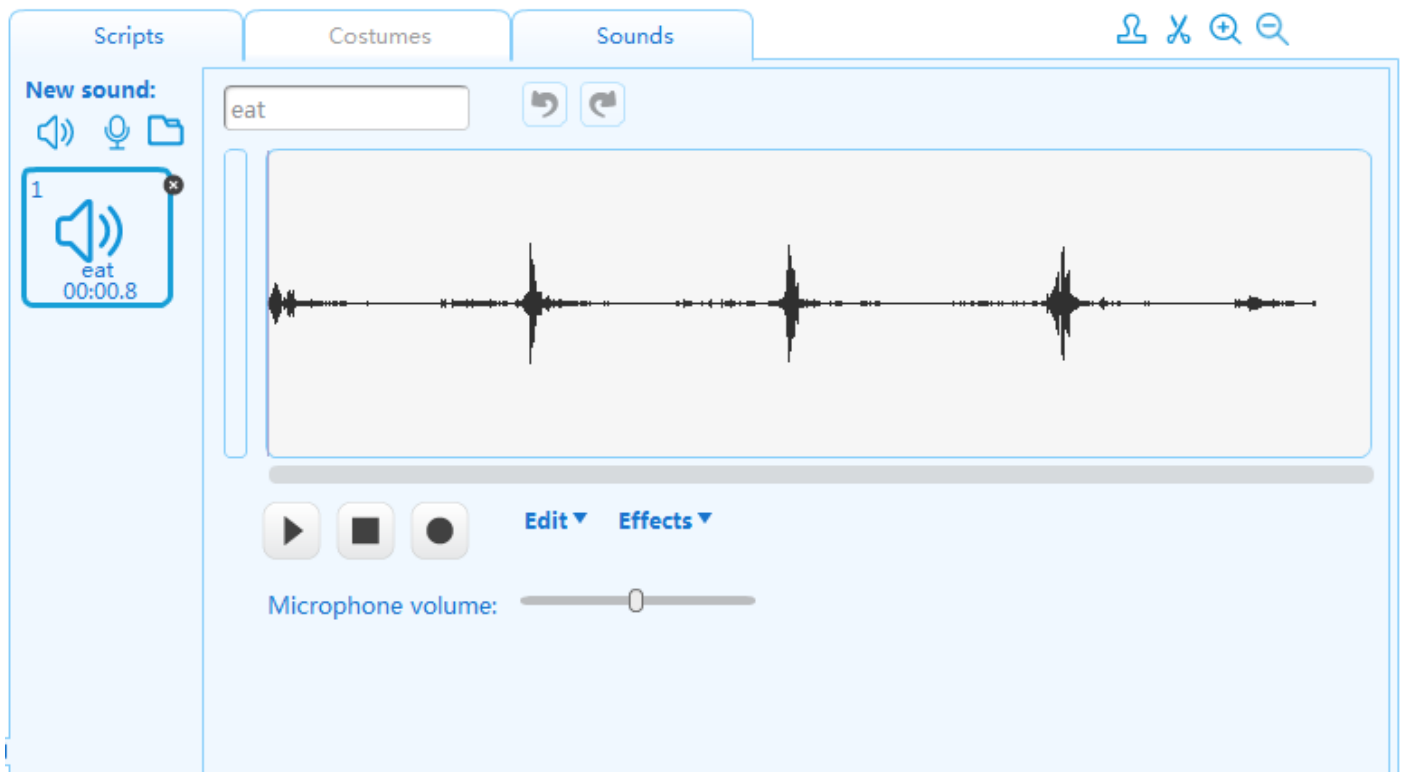 Scripts
Costumes
Sounds
New sound:
eat
1
eat
00:00.8
Edit
Effects
Microphone volume: